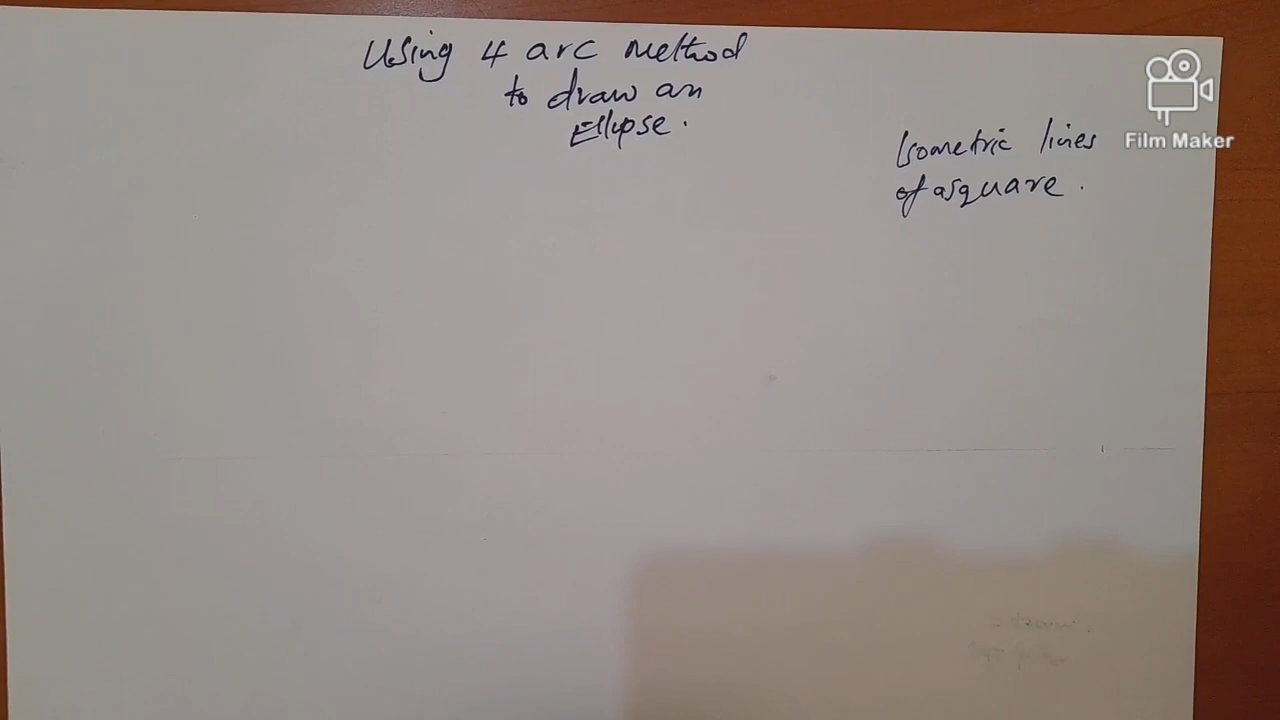 Using 4 arc method
to draw an
Ellipse.
Isometric lines
of a square.
Film Maker